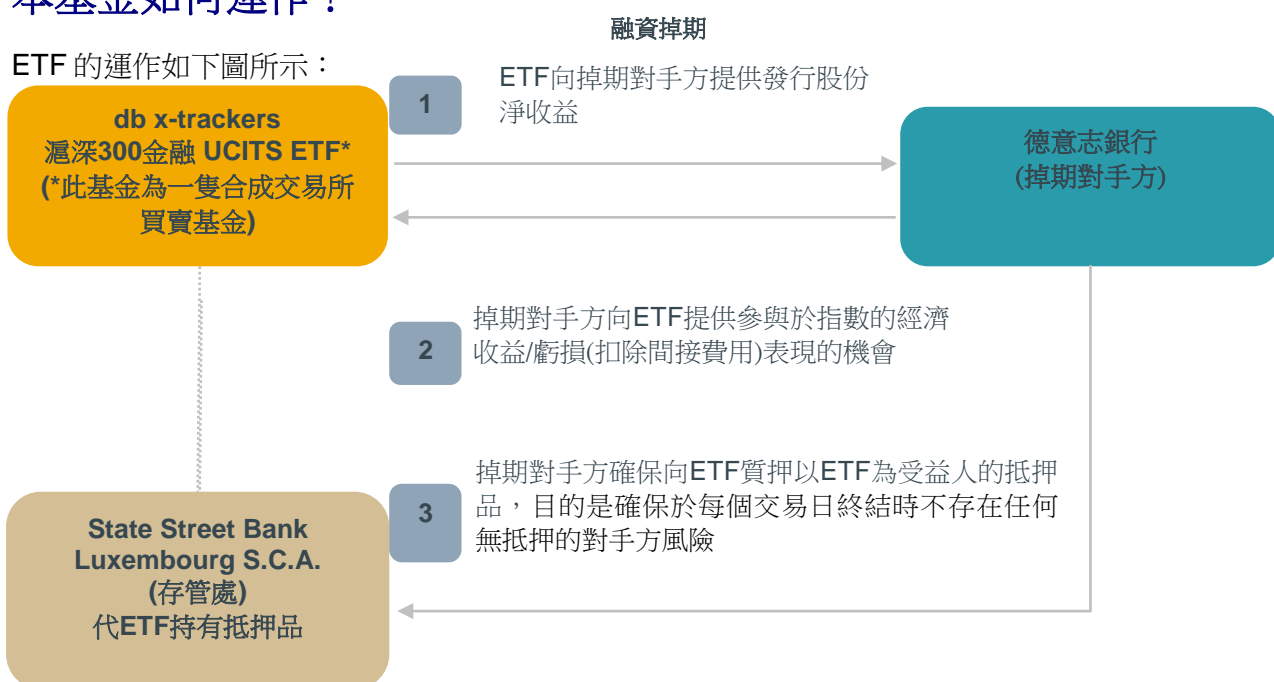 本基金如何運作？
融資掉期
ETF 的運作如下圖所示：
1
ETF向掉期對手方提供發行股份
淨收益
db x-trackers
滬深300金融 UCITS ETF*
(*此基金為一隻合成交易所
買賣基金)
德意志銀行
(掉期對手方)
2
掉期對手方向ETF提供參與於指數的經濟
收益/虧損(扣除間接費用)表現的機會
3
掉期對手方確保向ETF質押以ETF為受益人的抵押
品，目的是確保於每個交易日終結時不存在任何
無抵押的對手方風險
State Street Bank
Luxembourg S.C.A.
(存管處)
代ETF持有抵押品